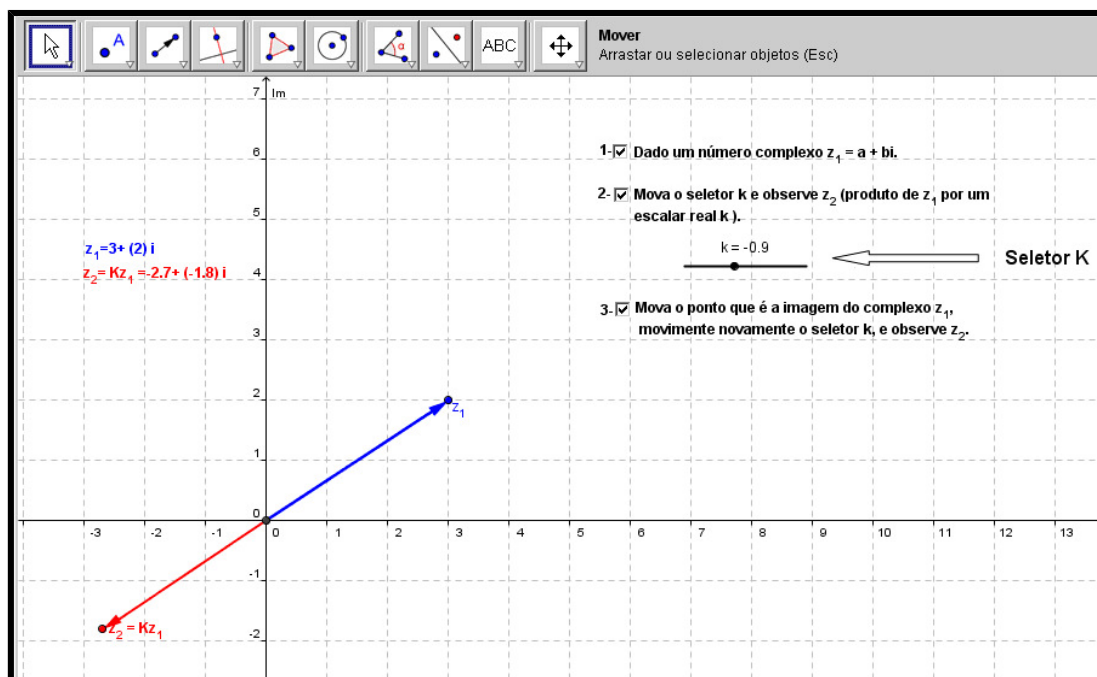 A
α
ABC
Mover
Arrastar ou selecionar objetos (Esc)
7 Im
1- Dado um número complexo z₁ = a + bi.
6
2- Mova o seletor k e observe z₂ (produto de z₁ por um
escalar real k ).
5
z₁=3+ (2) i
k = -0.9
Seletor K
z₂= Kz₁ =-2.7+ (-1.8) i
4
3- Mova o ponto que é a imagem do complexo z₁,
movimente novamente o seletor k, e observe z₂.
3
2
z₁
1
0
-3 -2 -1 0 1 2 3 4 5 6 7 8 9 10 11 12 13
-1
z₂ = Kz₁
-2